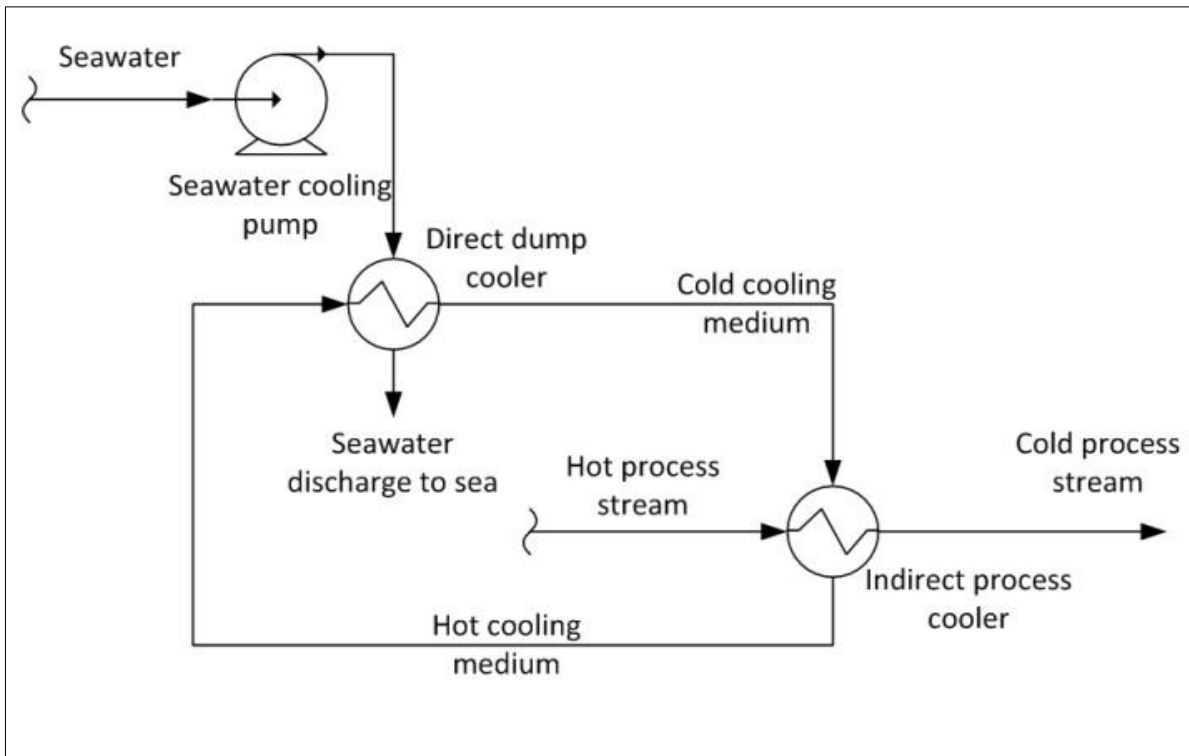 Seawater
Seawater cooling
pump
Direct dump
cooler
Cold cooling
medium
Seawater
discharge to sea
Hot process
stream
Cold process
stream
Indirect process
cooler
Hot cooling
medium